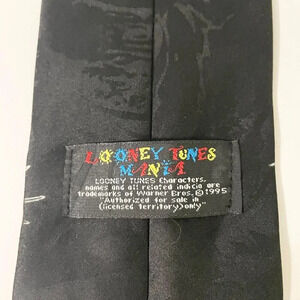 LOONEY TUNES
MANIA
LOONEY TUNES Characters,
names and all related indicia are
trademarks of Warner Bros. © 1995
"Authorized for sale in
(licensed territory) only"